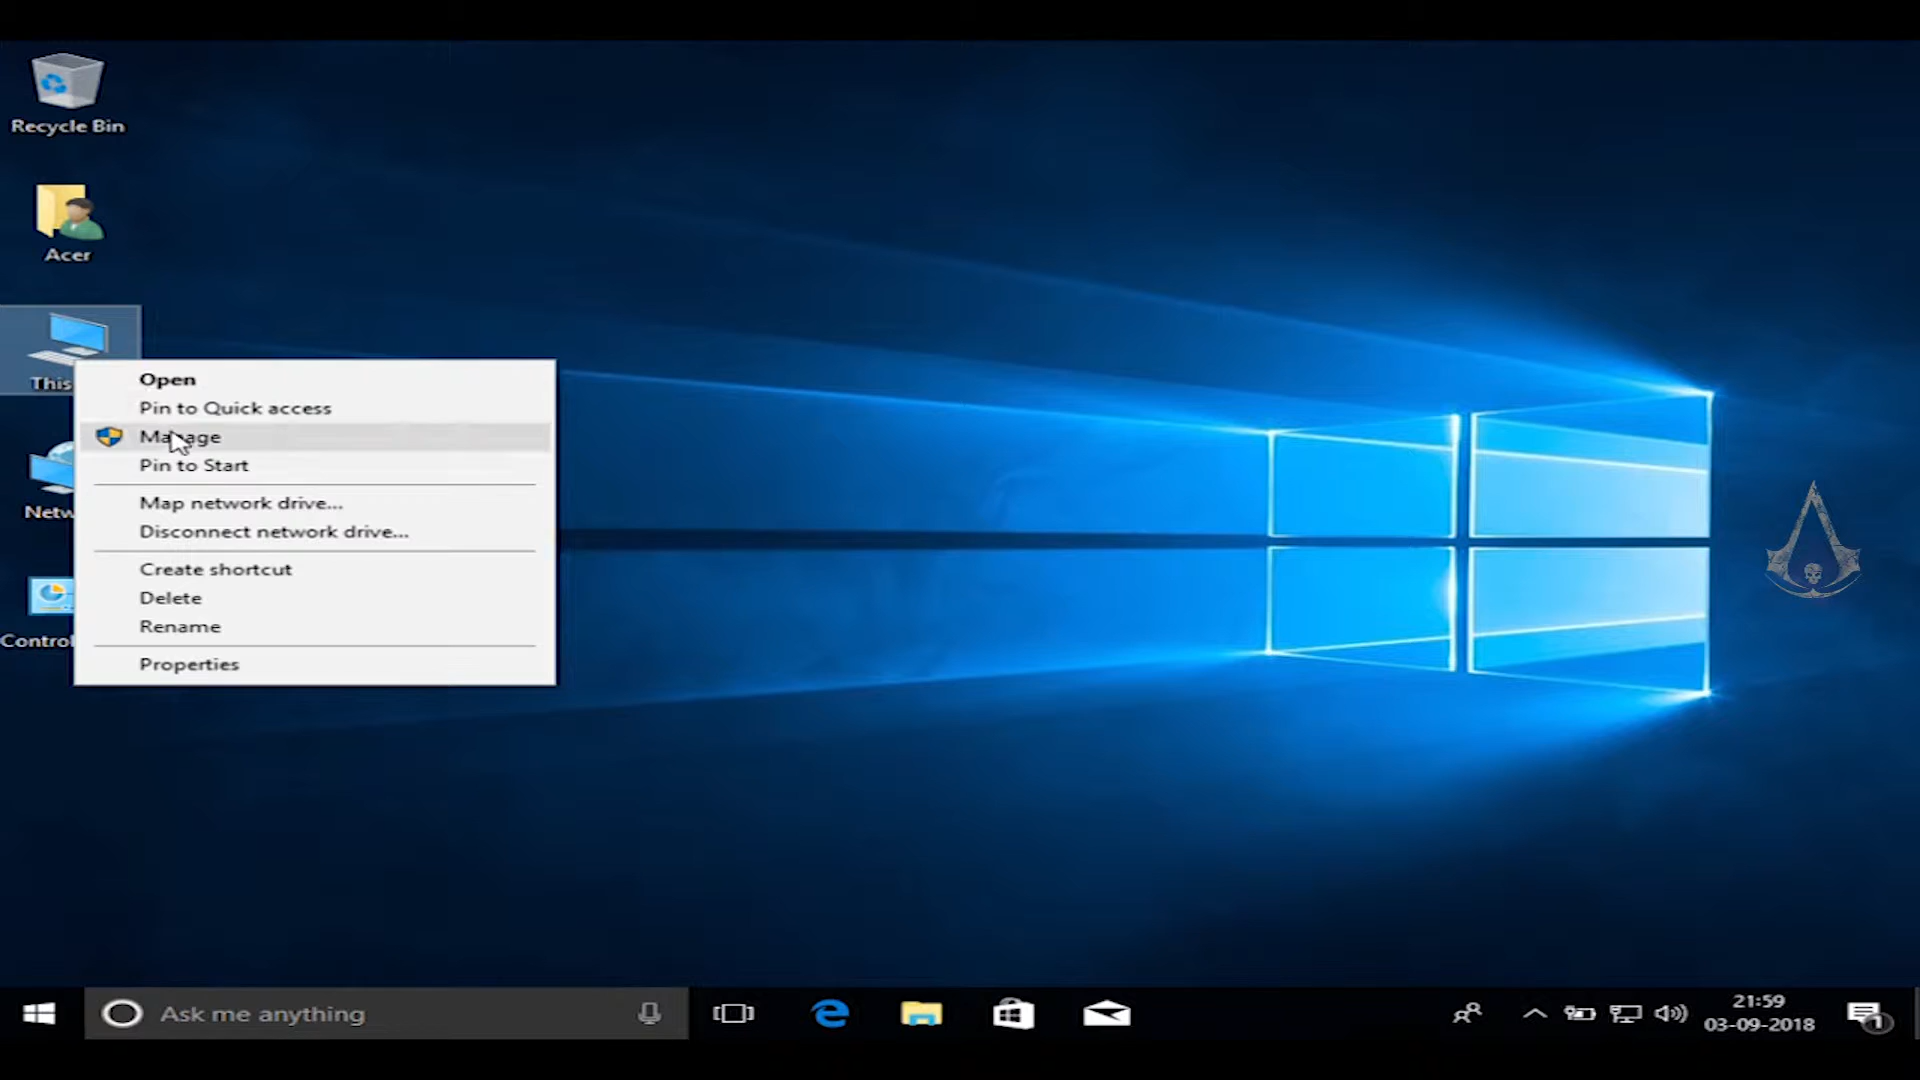 Recycle Bin
Acer
This
Open
Pin to Quick access
Manage
Pin to Start
Map network drive...
Disconnect network drive...
Create shortcut
Delete
Rename
Properties
Netw
Control
Ask me anything
21:59
03-09-2018
1